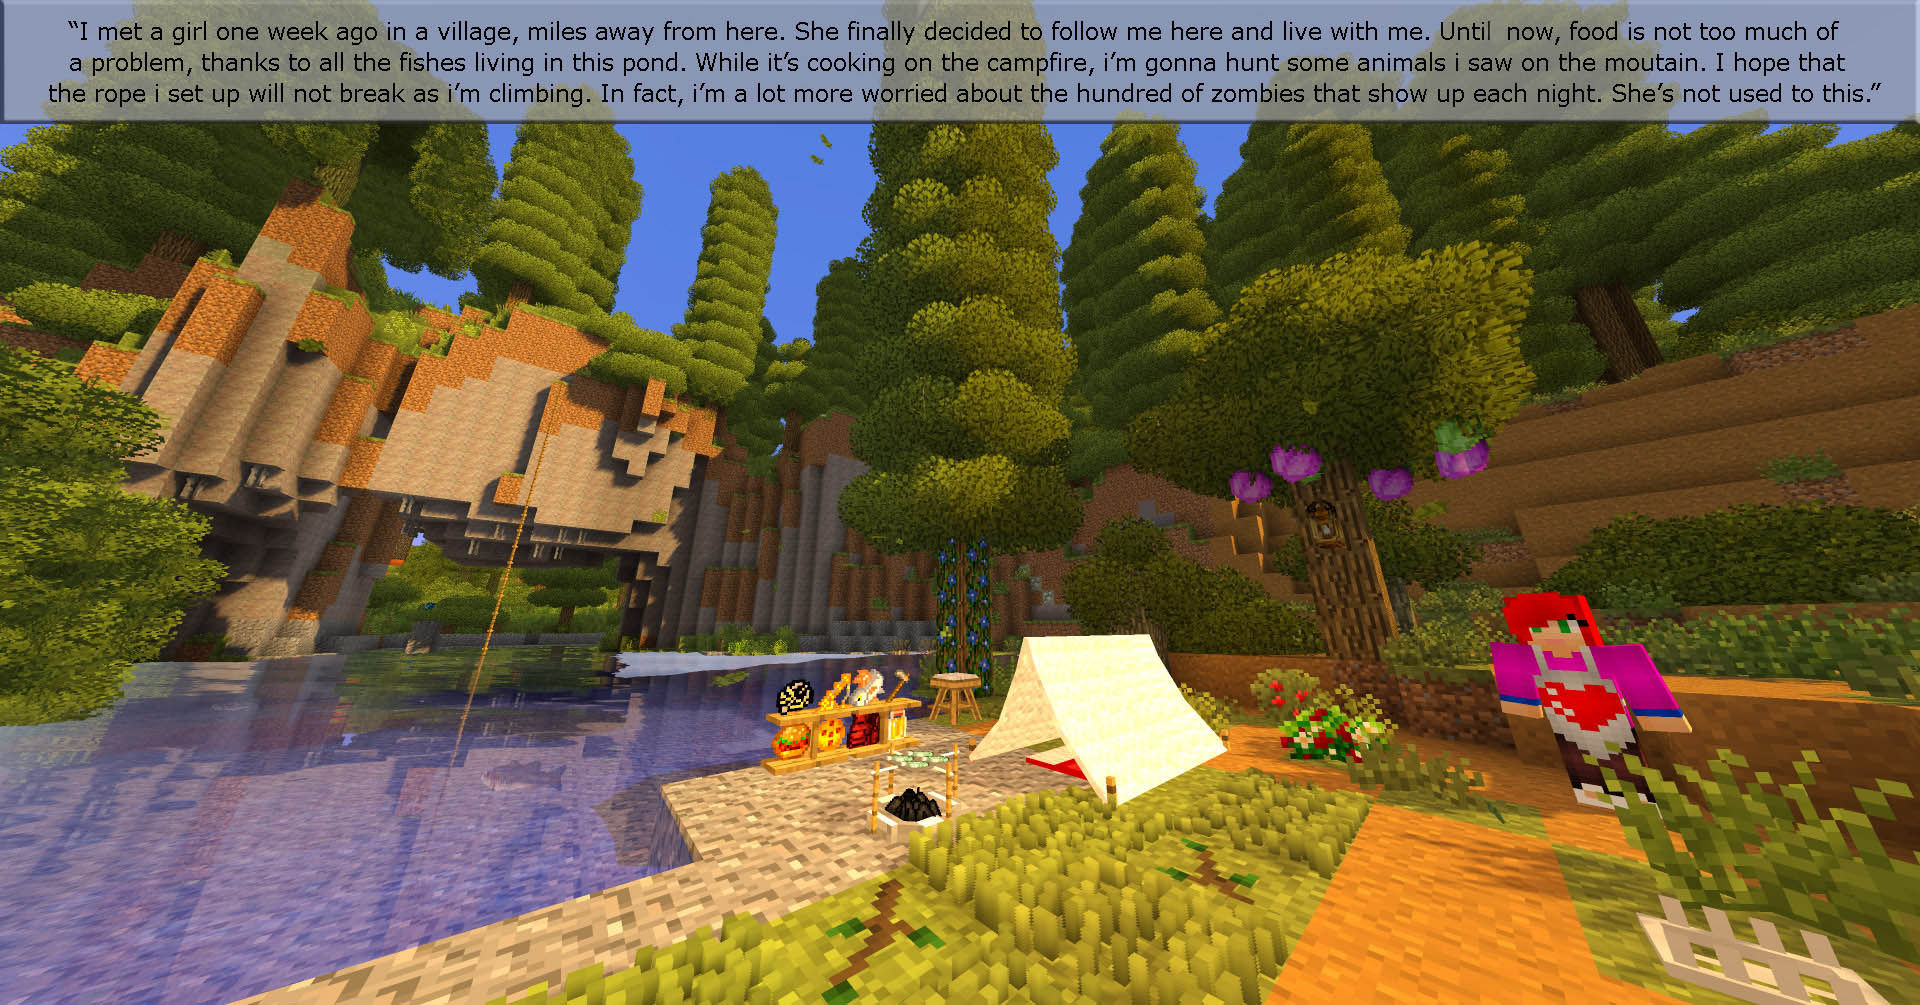 “I met a girl one week ago in a village, miles away from here. She finally decided to follow me here and live with me. Until  now, food is not too much of
a problem, thanks to all the fishes living in this pond. While it’s cooking on the campfire, i’m gonna hunt some animals i saw on the moutain. I hope that
the rope i set up will not break as i’m climbing. In fact, i’m a lot more worried about the hundred of zombies that show up each night. She’s not used to this.”